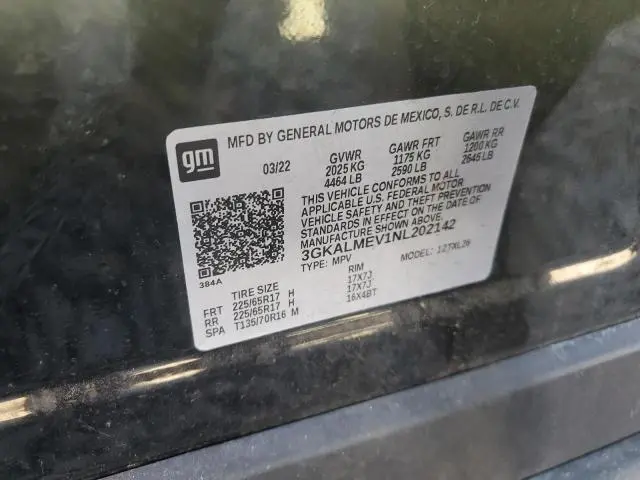 gm
MFD BY GENERAL MOTORS DE MEXICO, S. DE R.L. DE C.V.
03/22 GVWR GAWR FRT GAWR RR
2025 KG 1175 KG 1200 KG
4464 LB 2590 LB 2645 LB
THIS VEHICLE CONFORMS TO ALL
APPLICABLE U.S. FEDERAL MOTOR
VEHICLE SAFETY AND THEFT PREVENTION
STANDARDS IN EFFECT ON THE DATE OF
MANUFACTURE SHOWN ABOVE.
3GKALMEV1NL202142
TYPE: MPV MODEL: 127XL26
384A
TIRE SIZE RIM
FRT 225/65R17 H 17X7J
RR 225/65R17 H 17X7J
SPA T135/70R16 M 16X4BT